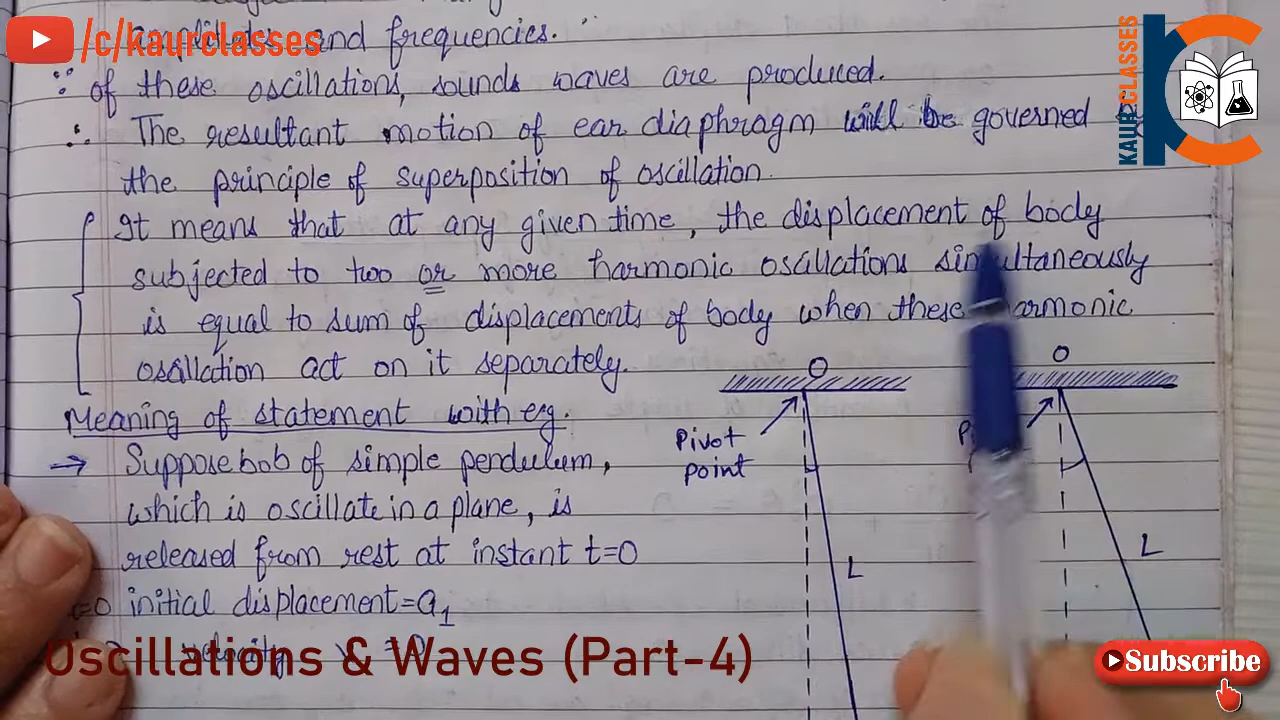 /c/kaurclasses
and frequencies.
∵ of these oscillations, sounds waves are produced.
∴ The resultant motion of ear diaphragm will be governed
the principle of superposition of oscillation.
It means that at any given time, the displacement of body
subjected to two or more harmonic oscillations simultaneously
is equal to sum of displacements of body when these harmonic
oscillation act on it separately.
Meaning of statement with eg.
→ Suppose bob of simple pendulum,
which is oscillate in a plane, is
released from rest at instant t=0
initial displacement = a₁
velocity
O
Pivot
point
L
O
L
Oscillations & Waves (Part-4)
KAUR CLASSES
Subscribe